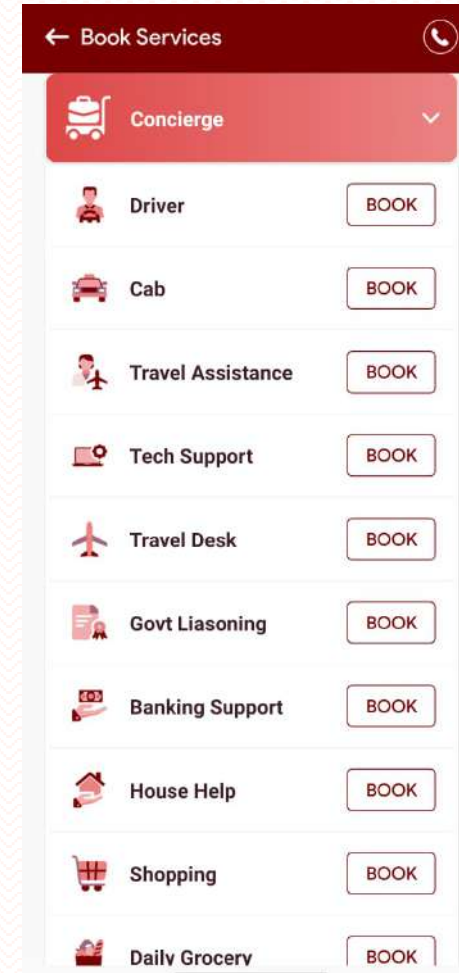 Book Services
Concierge
Driver BOOK
Cab BOOK
Travel Assistance BOOK
Tech Support BOOK
Travel Desk BOOK
Govt Liasoning BOOK
Banking Support BOOK
House Help BOOK
Shopping BOOK
Daily Grocery BOOK